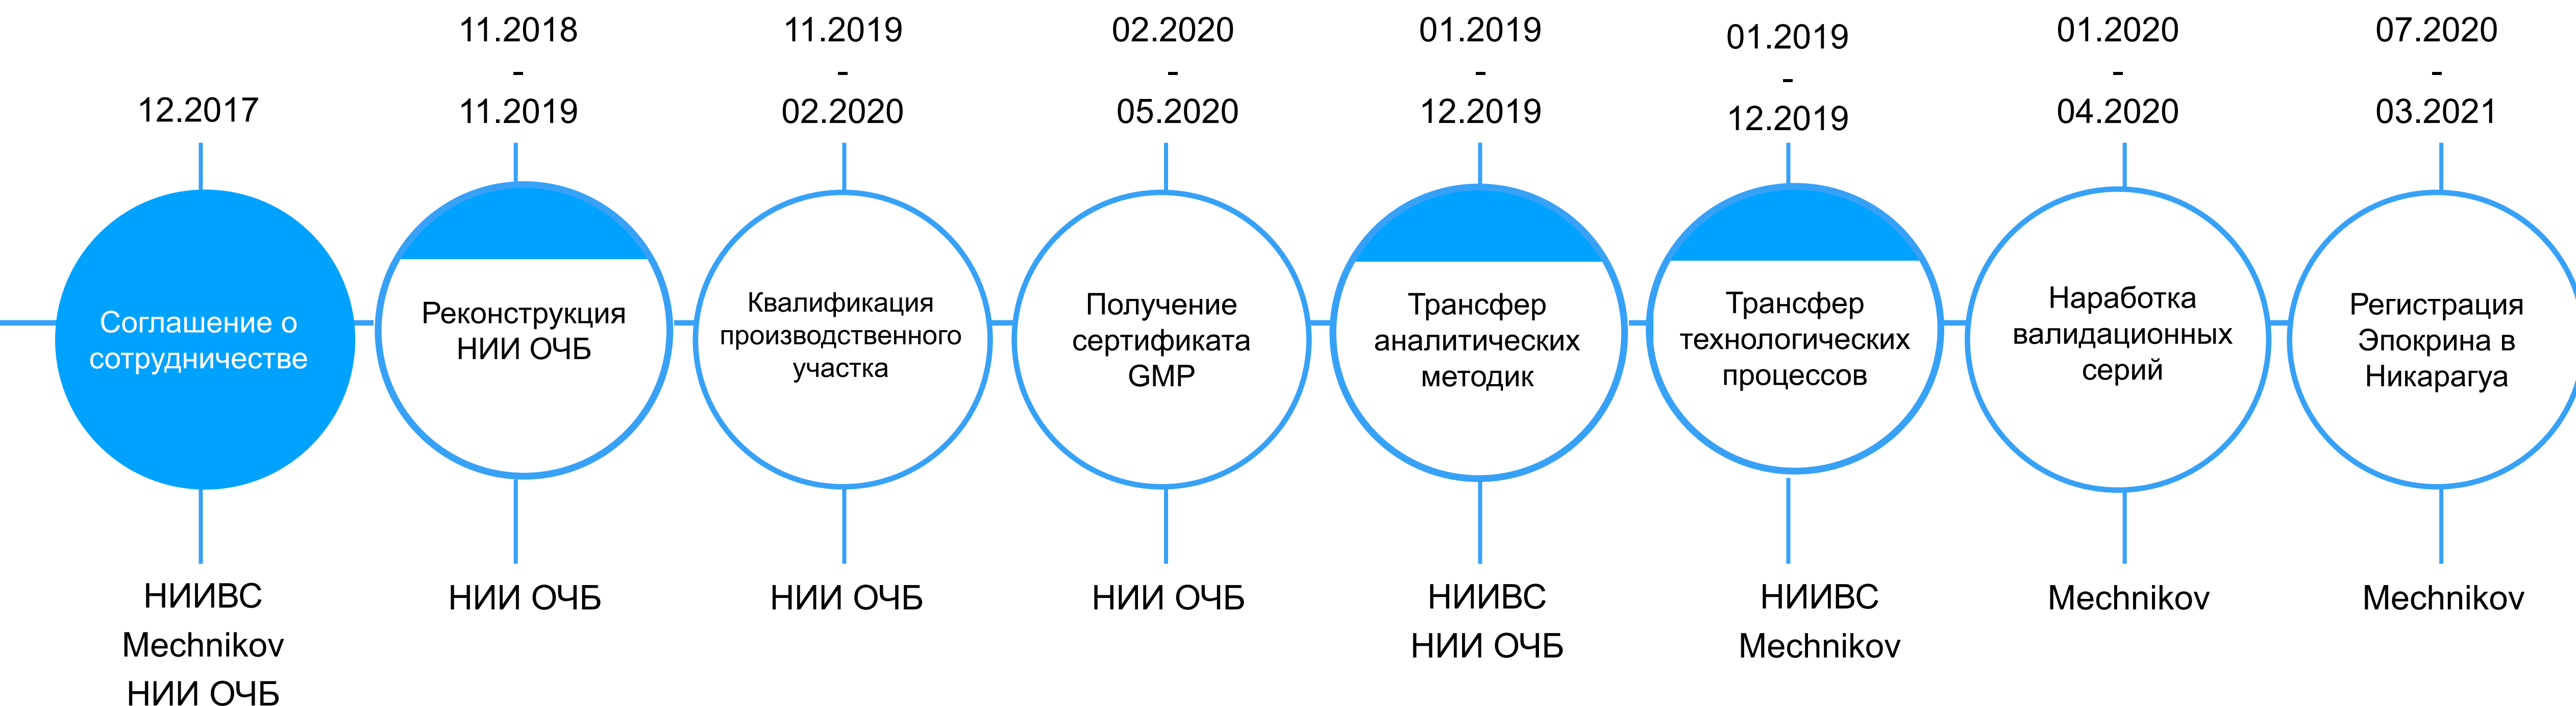 12.2017
Соглашение о
сотрудничестве
НИИВС
Mechnikov
НИИ ОЧБ
11.2018
-
11.2019
Реконструкция
НИИ ОЧБ
НИИ ОЧБ
11.2019
-
02.2020
Квалификация
производственного
участка
НИИ ОЧБ
02.2020
-
05.2020
Получение
сертификата
GMP
НИИ ОЧБ
01.2019
-
12.2019
Трансфер
аналитических
методик
НИИВС
НИИ ОЧБ
01.2019
-
12.2019
Трансфер
технологических
процессов
НИИВС
Mechnikov
01.2020
-
04.2020
Наработка
валидационных
серий
Mechnikov
07.2020
-
03.2021
Регистрация
Эпокрина в
Никарагуа
Mechnikov